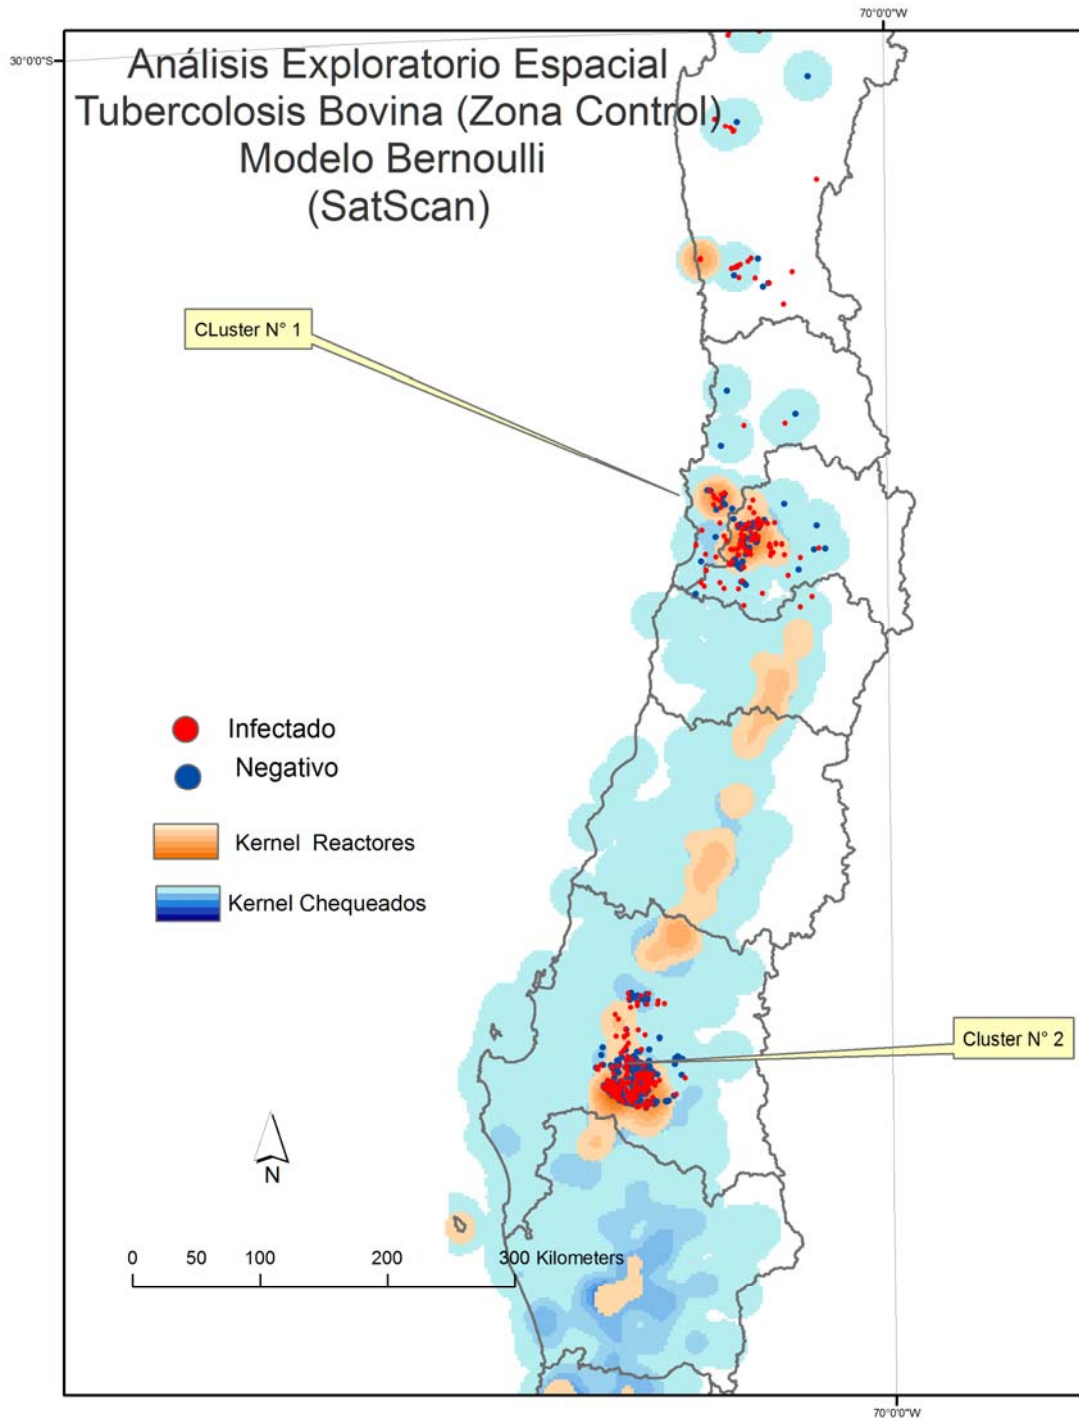 70°0'0"W
30°0'0"S
Análisis Exploratorio Espacial
Tubercolosis Bovina (Zona Control)
Modelo Bernoulli
(SatScan)
CLuster N° 1
Infectado
Negativo
Kernel Reactores
Kernel Chequeados
Cluster N° 2
N
0 50 100 200 300 Kilometers
70°0'0"W